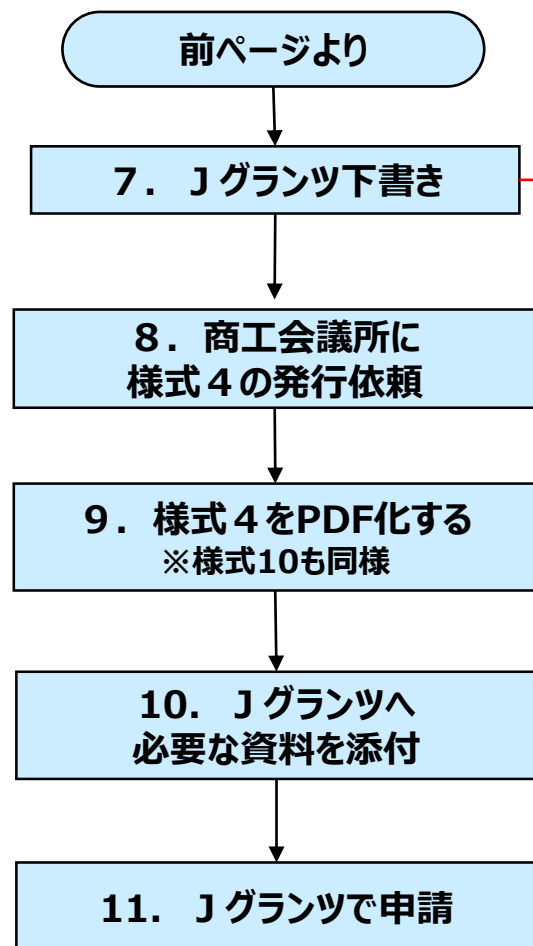 前ページより
７．Ｊグランツ下書き
８．商工会議所に
様式４の発行依頼
９．様式４をPDF化する
※様式10も同様
10．Ｊグランツへ
必要な資料を添付
11．Ｊグランツで申請